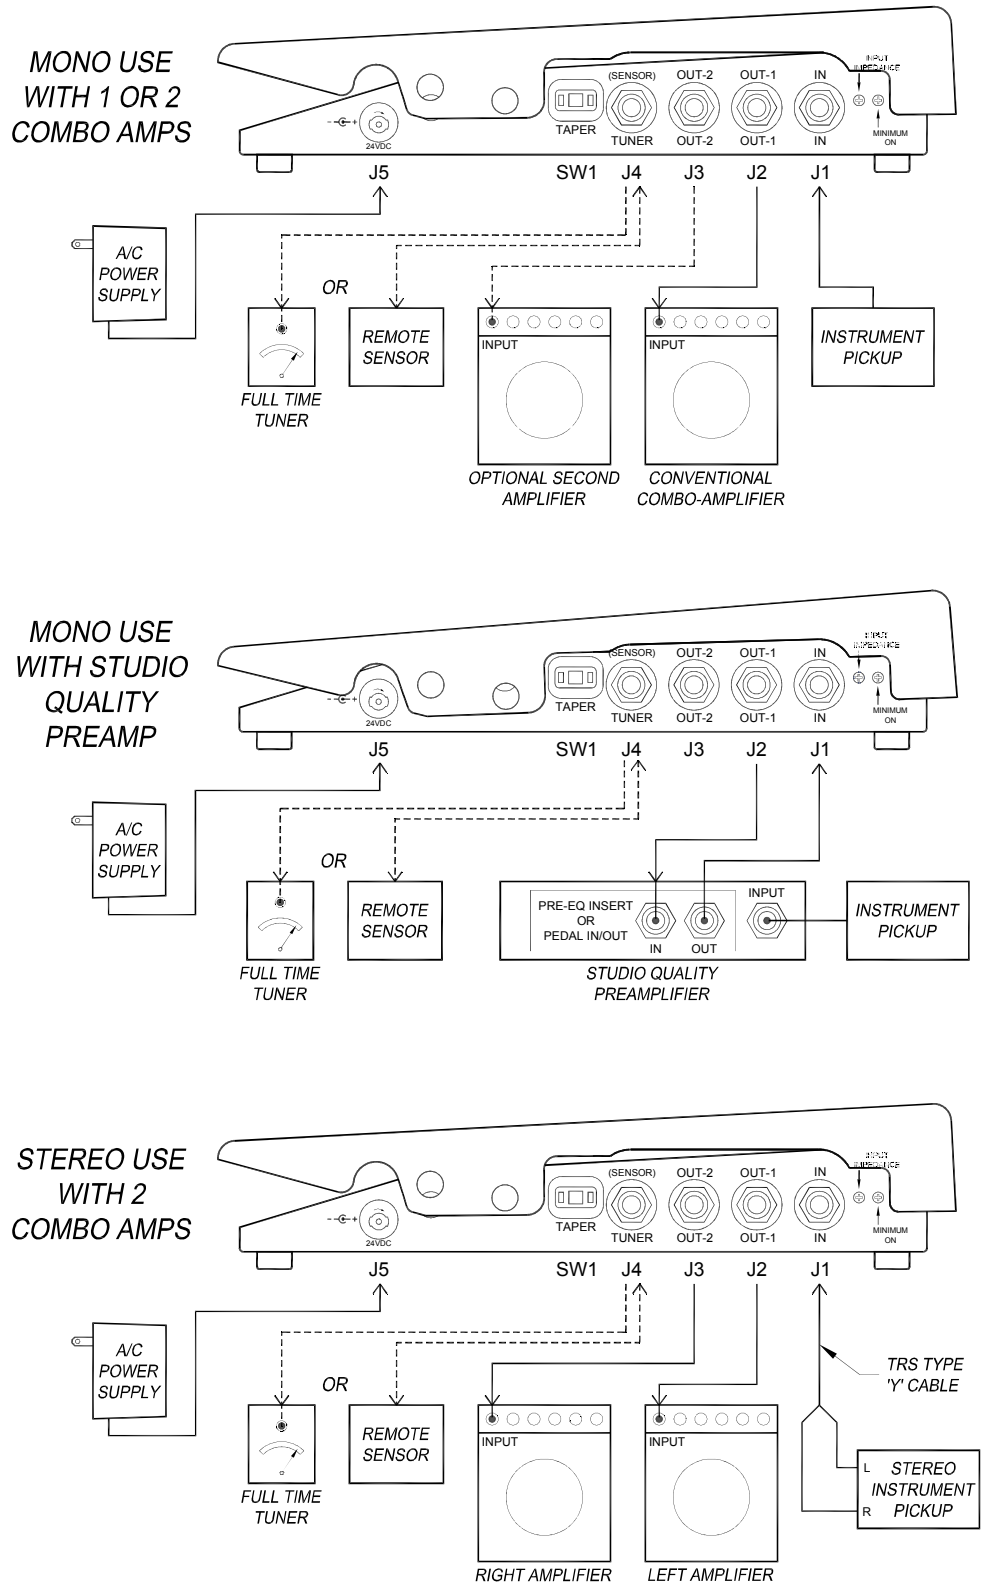 MONO USE
WITH 1 OR 2
COMBO AMPS
INPUT
IMPEDANCE
(SENSOR) OUT-2 OUT-1 IN
- +
24VDC
TAPER
TUNER OUT-2 OUT-1 IN
MINIMUM
ON
J5 SW1 J4 J3 J2 J1
A/C
POWER
SUPPLY
OR
REMOTE
SENSOR
INPUT
INPUT
INSTRUMENT
PICKUP
FULL TIME
TUNER
OPTIONAL SECOND
AMPLIFIER
CONVENTIONAL
COMBO-AMPLIFIER
MONO USE
WITH STUDIO
QUALITY
PREAMP
INPUT
IMPEDANCE
(SENSOR) OUT-2 OUT-1 IN
- +
24VDC
TAPER
TUNER OUT-2 OUT-1 IN
MINIMUM
ON
J5 SW1 J4 J3 J2 J1
A/C
POWER
SUPPLY
OR
REMOTE
SENSOR
PRE-EQ INSERT
OR
PEDAL IN/OUT
IN OUT
INPUT
INSTRUMENT
PICKUP
FULL TIME
TUNER
STUDIO QUALITY
PREAMPLIFIER
STEREO USE
WITH 2
COMBO AMPS
INPUT
IMPEDANCE
(SENSOR) OUT-2 OUT-1 IN
- +
24VDC
TAPER
TUNER OUT-2 OUT-1 IN
MINIMUM
ON
J5 SW1 J4 J3 J2 J1
A/C
POWER
SUPPLY
OR
REMOTE
SENSOR
TRS TYPE
'Y' CABLE
INPUT
INPUT
L
R
STEREO
INSTRUMENT
PICKUP
FULL TIME
TUNER
RIGHT AMPLIFIER
LEFT AMPLIFIER